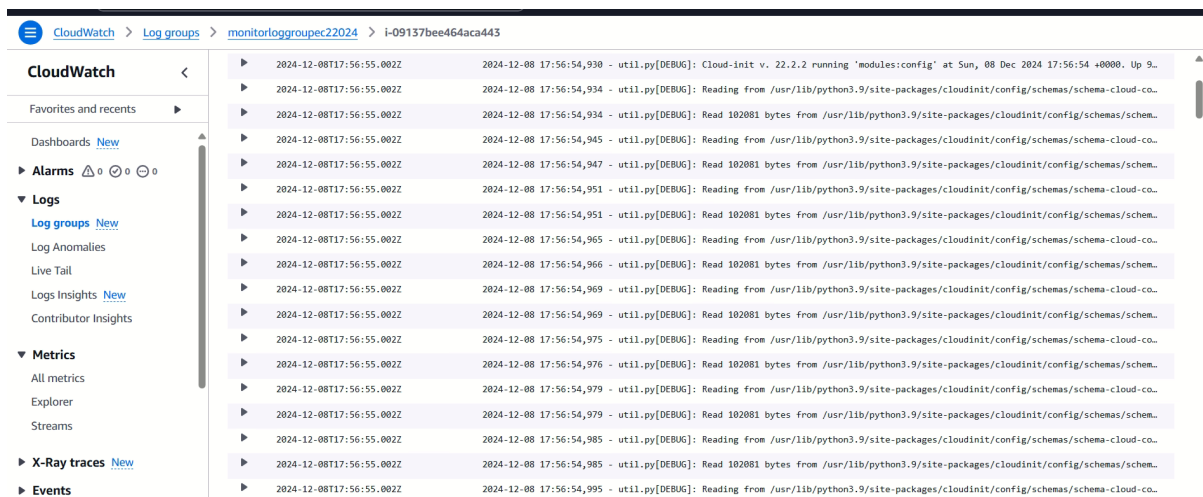 CloudWatch > Log groups > monitorloggroupec22024 > i-09137bee464aca443
CloudWatch
Favorites and recents
Dashboards New
Alarms 0 0 0
Logs
Log groups New
Log Anomalies
Live Tail
Logs Insights New
Contributor Insights
Metrics
All metrics
Explorer
Streams
X-Ray traces New
Events
2024-12-08T17:56:55.002Z 2024-12-08 17:56:54,930 - util.py[DEBUG]: Cloud-init v. 22.2.2 running 'modules:config' at Sun, 08 Dec 2024 17:56:54 +0000. Up 9…
2024-12-08T17:56:55.002Z 2024-12-08 17:56:54,934 - util.py[DEBUG]: Reading from /usr/lib/python3.9/site-packages/cloudinit/config/schemas/schema-cloud-co…
2024-12-08T17:56:55.002Z 2024-12-08 17:56:54,934 - util.py[DEBUG]: Read 102081 bytes from /usr/lib/python3.9/site-packages/cloudinit/config/schemas/schem…
2024-12-08T17:56:55.002Z 2024-12-08 17:56:54,945 - util.py[DEBUG]: Reading from /usr/lib/python3.9/site-packages/cloudinit/config/schemas/schema-cloud-co…
2024-12-08T17:56:55.002Z 2024-12-08 17:56:54,947 - util.py[DEBUG]: Read 102081 bytes from /usr/lib/python3.9/site-packages/cloudinit/config/schemas/schem…
2024-12-08T17:56:55.002Z 2024-12-08 17:56:54,951 - util.py[DEBUG]: Reading from /usr/lib/python3.9/site-packages/cloudinit/config/schemas/schema-cloud-co…
2024-12-08T17:56:55.002Z 2024-12-08 17:56:54,951 - util.py[DEBUG]: Read 102081 bytes from /usr/lib/python3.9/site-packages/cloudinit/config/schemas/schem…
2024-12-08T17:56:55.002Z 2024-12-08 17:56:54,965 - util.py[DEBUG]: Reading from /usr/lib/python3.9/site-packages/cloudinit/config/schemas/schema-cloud-co…
2024-12-08T17:56:55.002Z 2024-12-08 17:56:54,966 - util.py[DEBUG]: Read 102081 bytes from /usr/lib/python3.9/site-packages/cloudinit/config/schemas/schem…
2024-12-08T17:56:55.002Z 2024-12-08 17:56:54,969 - util.py[DEBUG]: Reading from /usr/lib/python3.9/site-packages/cloudinit/config/schemas/schema-cloud-co…
2024-12-08T17:56:55.002Z 2024-12-08 17:56:54,969 - util.py[DEBUG]: Read 102081 bytes from /usr/lib/python3.9/site-packages/cloudinit/config/schemas/schem…
2024-12-08T17:56:55.002Z 2024-12-08 17:56:54,975 - util.py[DEBUG]: Reading from /usr/lib/python3.9/site-packages/cloudinit/config/schemas/schema-cloud-co…
2024-12-08T17:56:55.002Z 2024-12-08 17:56:54,976 - util.py[DEBUG]: Read 102081 bytes from /usr/lib/python3.9/site-packages/cloudinit/config/schemas/schem…
2024-12-08T17:56:55.002Z 2024-12-08 17:56:54,979 - util.py[DEBUG]: Reading from /usr/lib/python3.9/site-packages/cloudinit/config/schemas/schema-cloud-co…
2024-12-08T17:56:55.002Z 2024-12-08 17:56:54,979 - util.py[DEBUG]: Read 102081 bytes from /usr/lib/python3.9/site-packages/cloudinit/config/schemas/schem…
2024-12-08T17:56:55.002Z 2024-12-08 17:56:54,985 - util.py[DEBUG]: Reading from /usr/lib/python3.9/site-packages/cloudinit/config/schemas/schema-cloud-co…
2024-12-08T17:56:55.002Z 2024-12-08 17:56:54,985 - util.py[DEBUG]: Read 102081 bytes from /usr/lib/python3.9/site-packages/cloudinit/config/schemas/schem…
2024-12-08T17:56:55.002Z 2024-12-08 17:56:54,995 - util.py[DEBUG]: Reading from /usr/lib/python3.9/site-packages/cloudinit/config/schemas/schema-cloud-co…